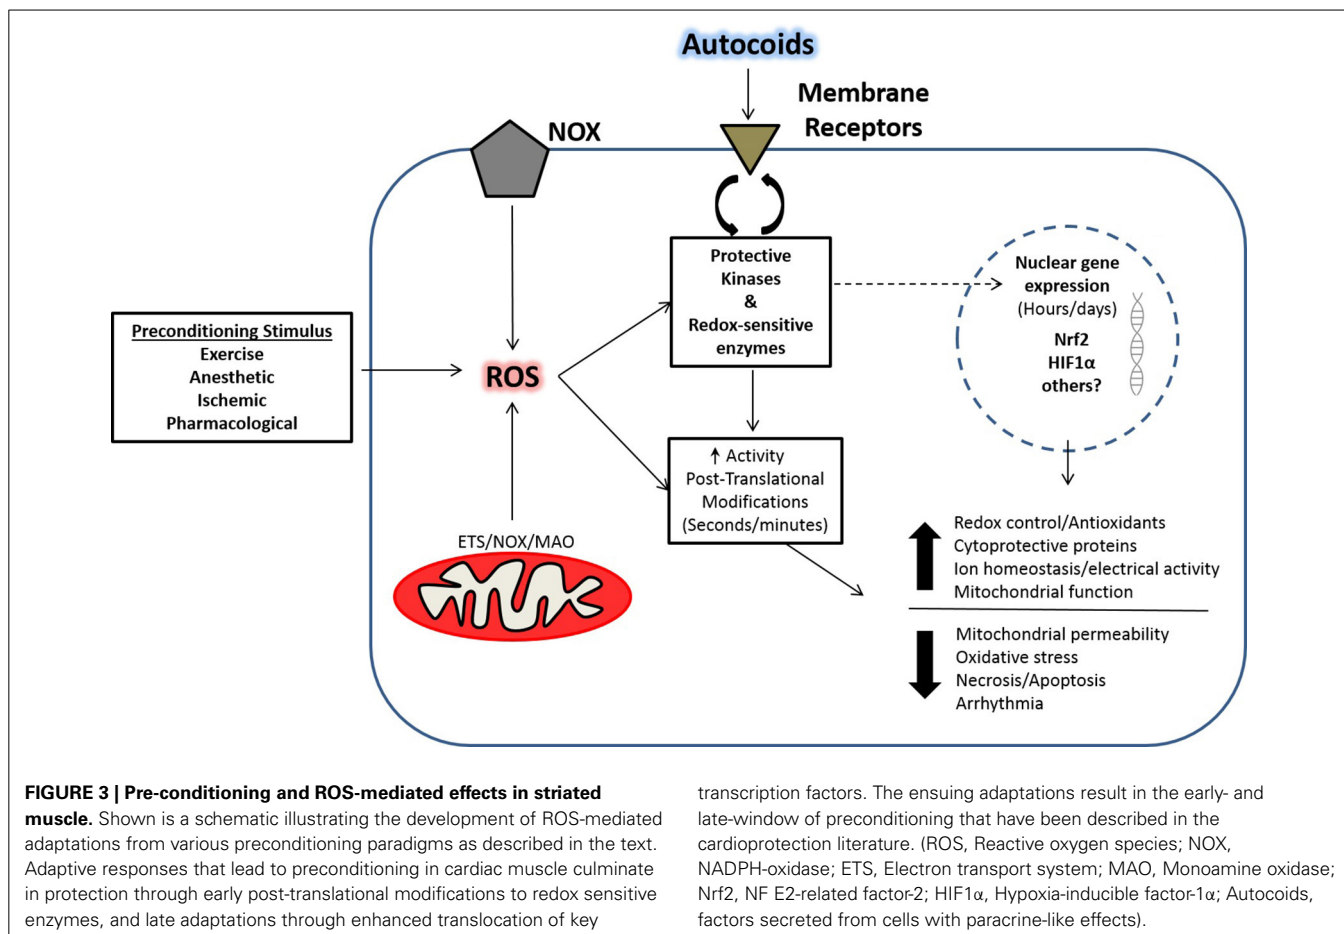 Autocoids
Membrane
Receptors
NOX
Protective
Kinases
&
Redox-sensitive
enzymes
Nuclear gene
expression
(Hours/days)
Nrf2
HIF1α
others?
Preconditioning Stimulus
Exercise
Anesthetic
Ischemic
Pharmacological
ROS
↑ Activity
Post-Translational
Modifications
(Seconds/minutes)
ETS/NOX/MAO
Redox control/Antioxidants
Cytoprotective proteins
Ion homeostasis/electrical activity
Mitochondrial function
Mitochondrial permeability
Oxidative stress
Necrosis/Apoptosis
Arrhythmia
FIGURE 3 | Pre-conditioning and ROS-mediated effects in striated
muscle. Shown is a schematic illustrating the development of ROS-mediated
adaptations from various preconditioning paradigms as described in the text.
Adaptive responses that lead to preconditioning in cardiac muscle culminate
in protection through early post-translational modifications to redox sensitive
enzymes, and late adaptations through enhanced translocation of key
transcription factors. The ensuing adaptations result in the early- and
late-window of preconditioning that have been described in the
cardioprotection literature. (ROS, Reactive oxygen species; NOX,
NADPH-oxidase; ETS, Electron transport system; MAO, Monoamine oxidase;
Nrf2, NF E2-related factor-2; HIF1α, Hypoxia-inducible factor-1α; Autocoids,
factors secreted from cells with paracrine-like effects).